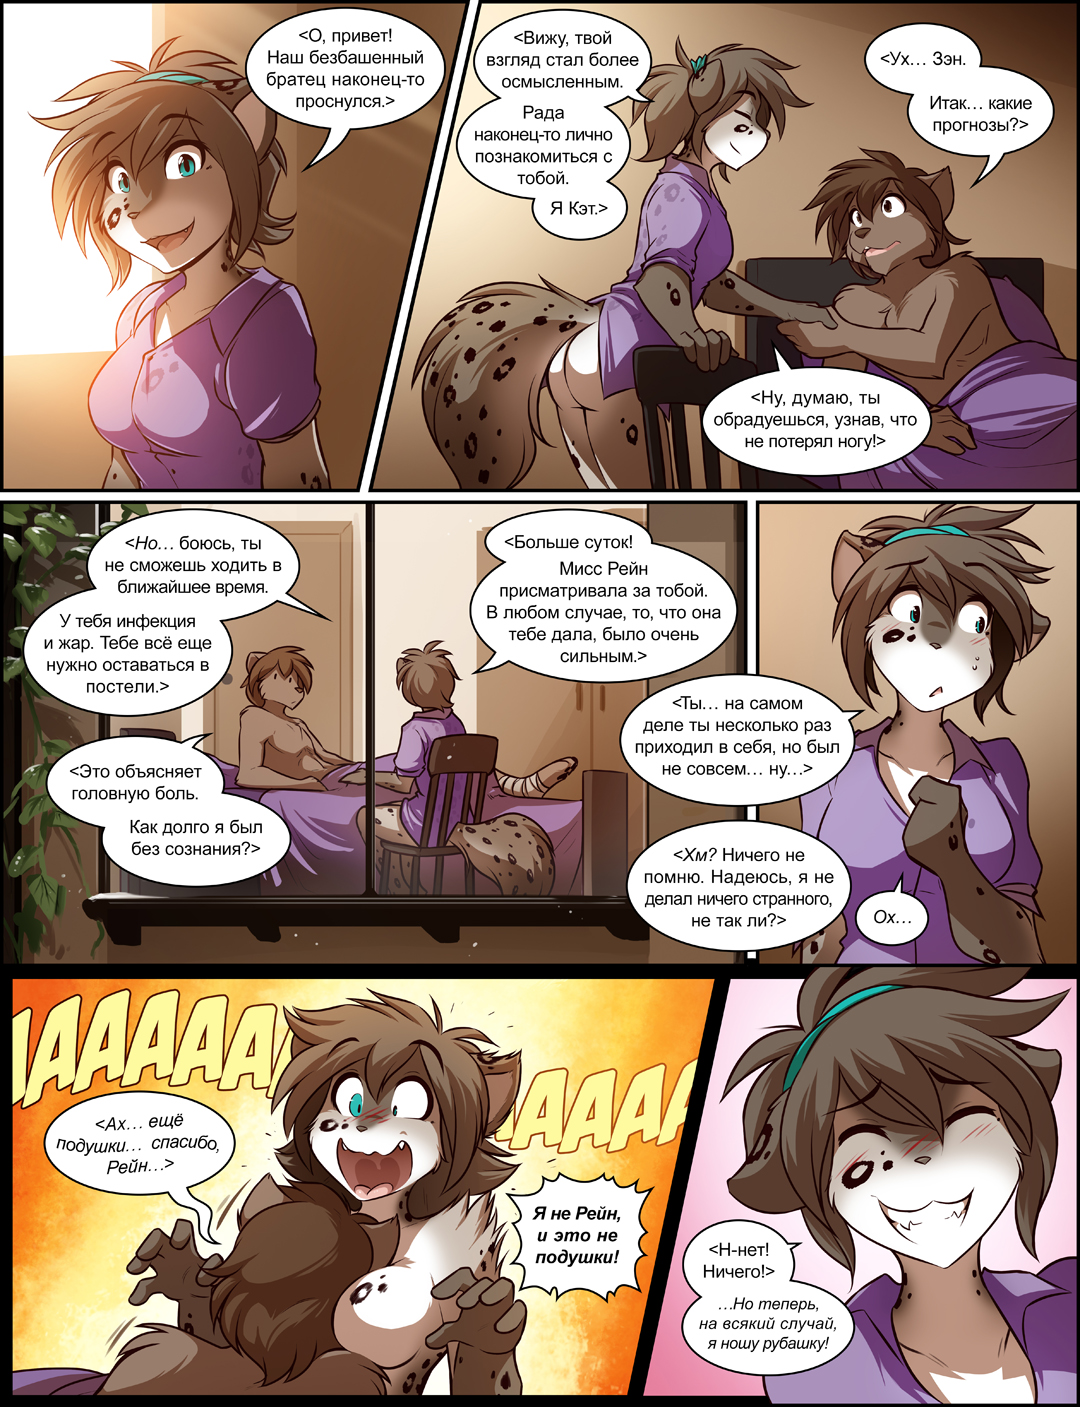 <О, привет!
Наш безбашенный
братец наконец-то
проснулся.>
<Вижу, твой
взгляд стал более
осмысленным.
Рада
наконец-то лично
познакомиться с
тобой.
Я Кэт.>
<Ух... Зэн.
Итак... какие
прогнозы?>
<Ну, думаю, ты
обрадуешься, узнав, что
не потерял ногу!>
<Но... боюсь, ты
не сможешь ходить в
ближайшее время.
У тебя инфекция
и жар. Тебе всё еще
нужно оставаться в
постели.>
<Это объясняет
головную боль.
Как долго я был
без сознания?>
<Больше суток!
Мисс Рейн
присматривала за тобой.
В любом случае, то, что она
тебе дала, было очень
сильным.>
<Ты... на самом
деле ты несколько раз
приходил в себя, но был
не совсем... ну...>
<Хм? Ничего не
помню. Надеюсь, я не
делал ничего странного,
не так ли?>
Ох...
АААААААААААА
<Ах... ещё
подушки... спасибо,
Рейн...>
Я не Рейн,
и это не
подушки!
<Н-нет!
Ничего!>
...Но теперь,
на всякий случай,
я ношу рубашку!